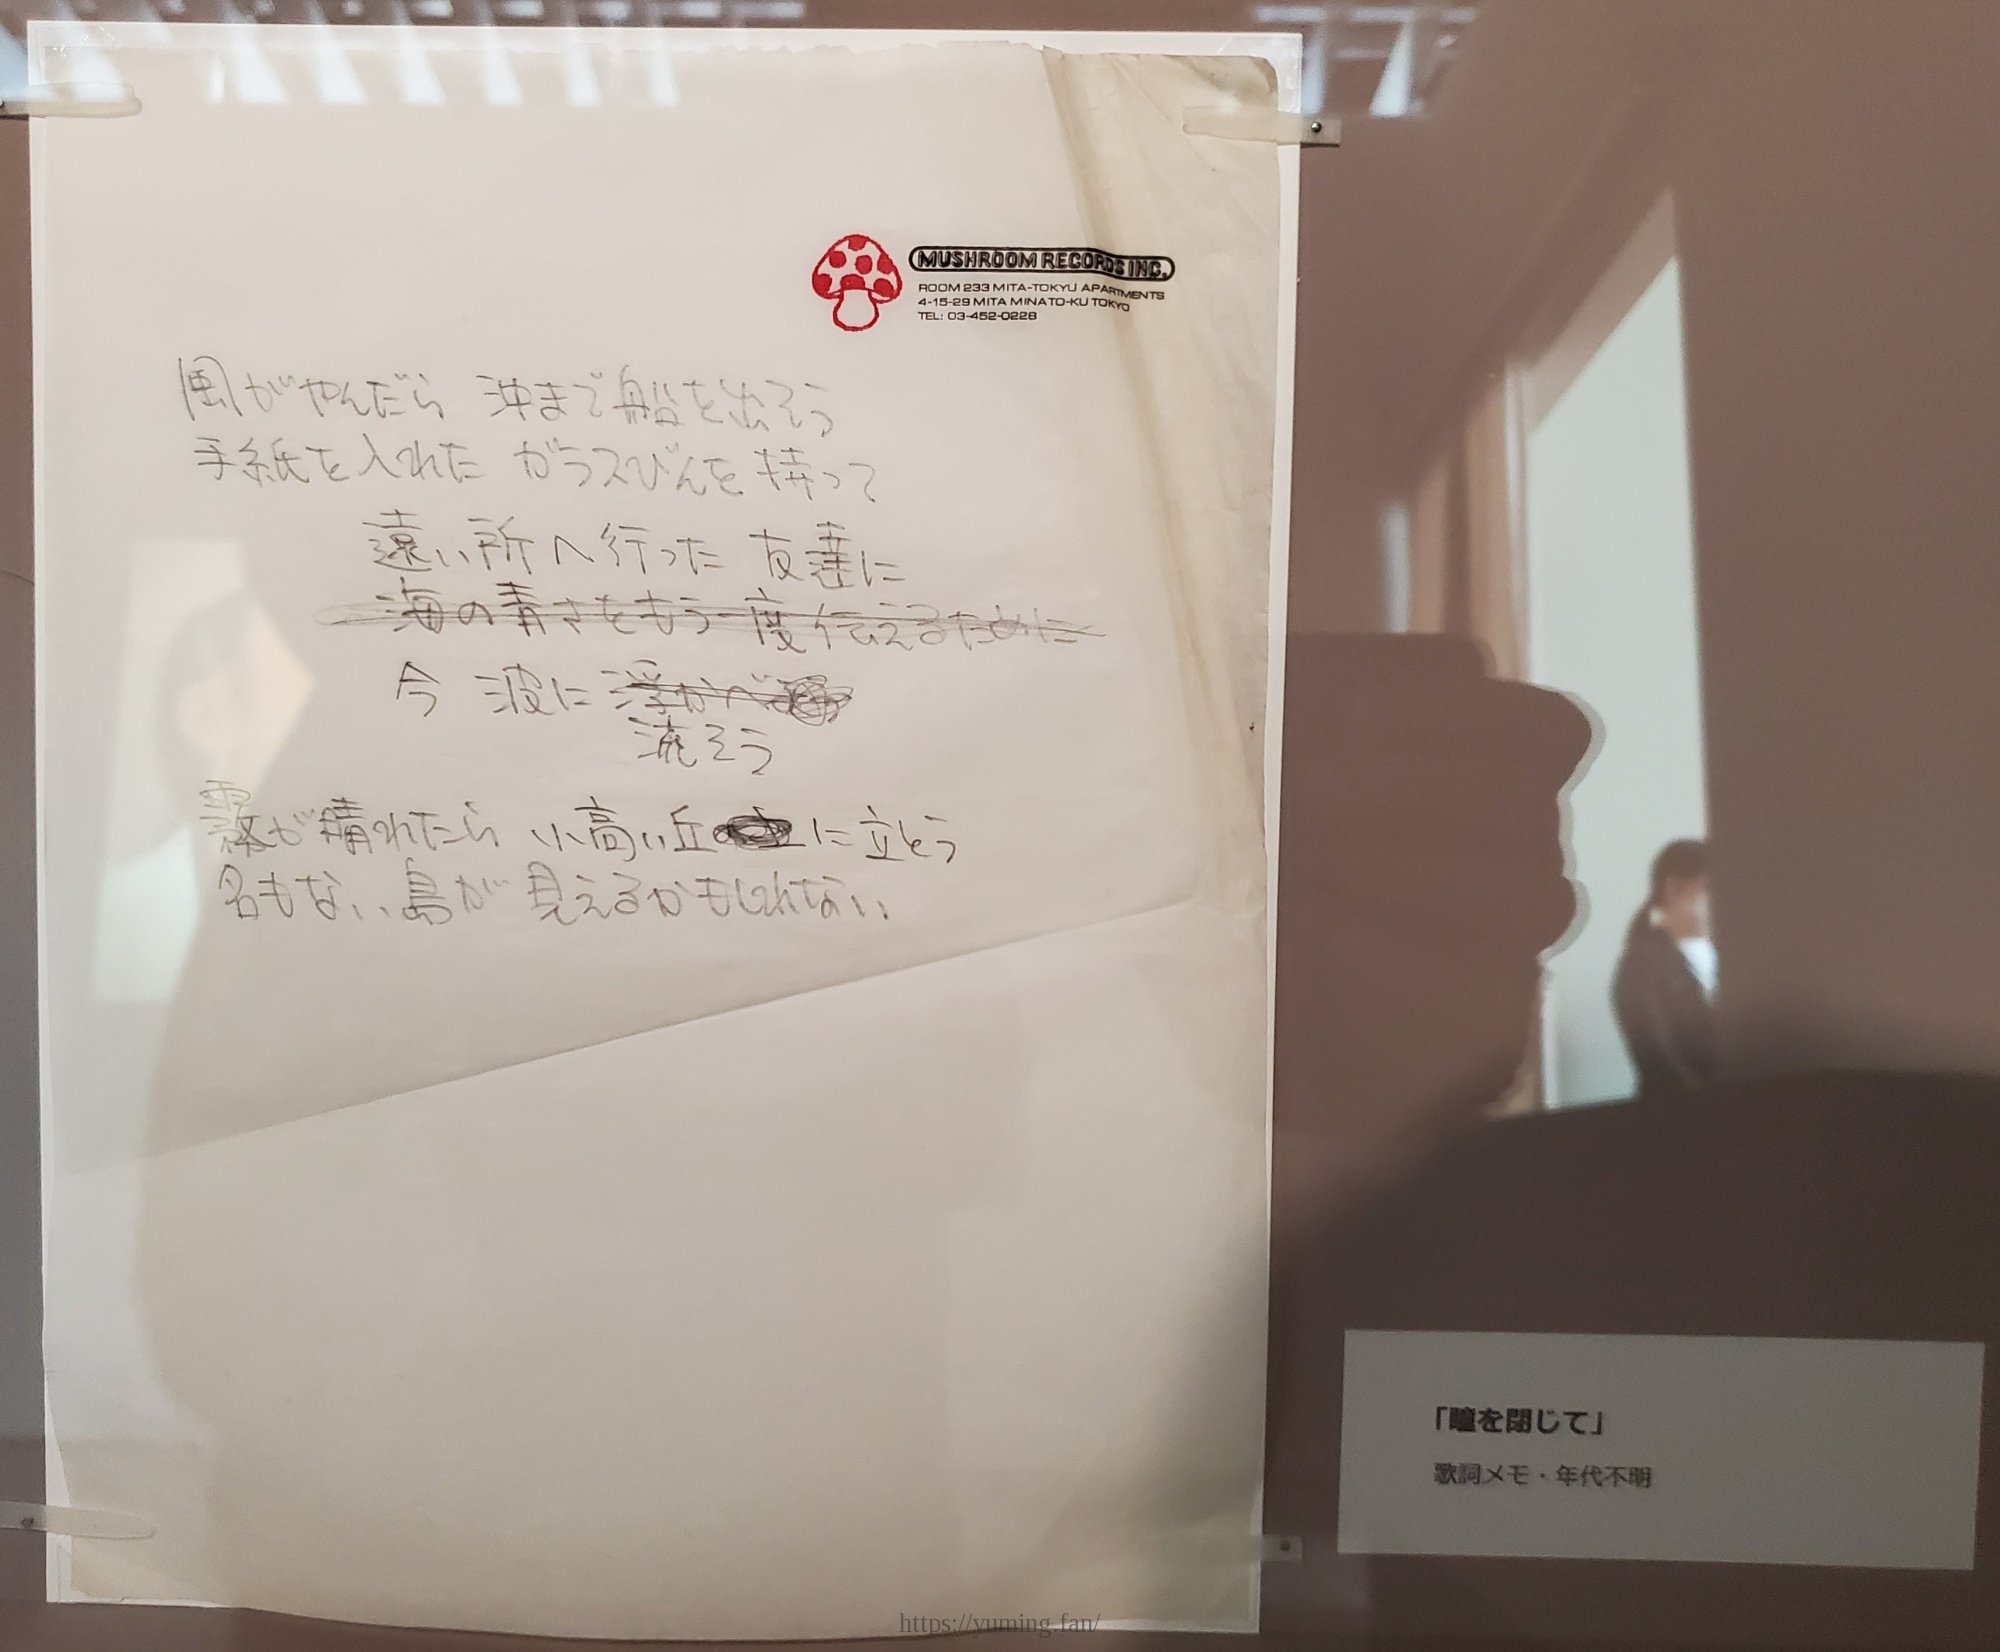 MUSHROOM RECORDS INC.
ROOM 233 MITA-TOKYU APARTMENTS
4-15-29 MITA MINATO-KU TOKYO
TEL: 03-452-0228
風がやんだら 沖まで船を出そう
手紙を入れた ガラスびんを持って
遠い所へ行った 友達に
海の青さをもう一度伝えるために
今 波に浮かべ
流そう
霧が晴れたら 小高い丘に立とう
名もない島が 見えるかもしれない
「瞳を閉じて」
歌詞メモ・年代不明
https://yuming.fan/